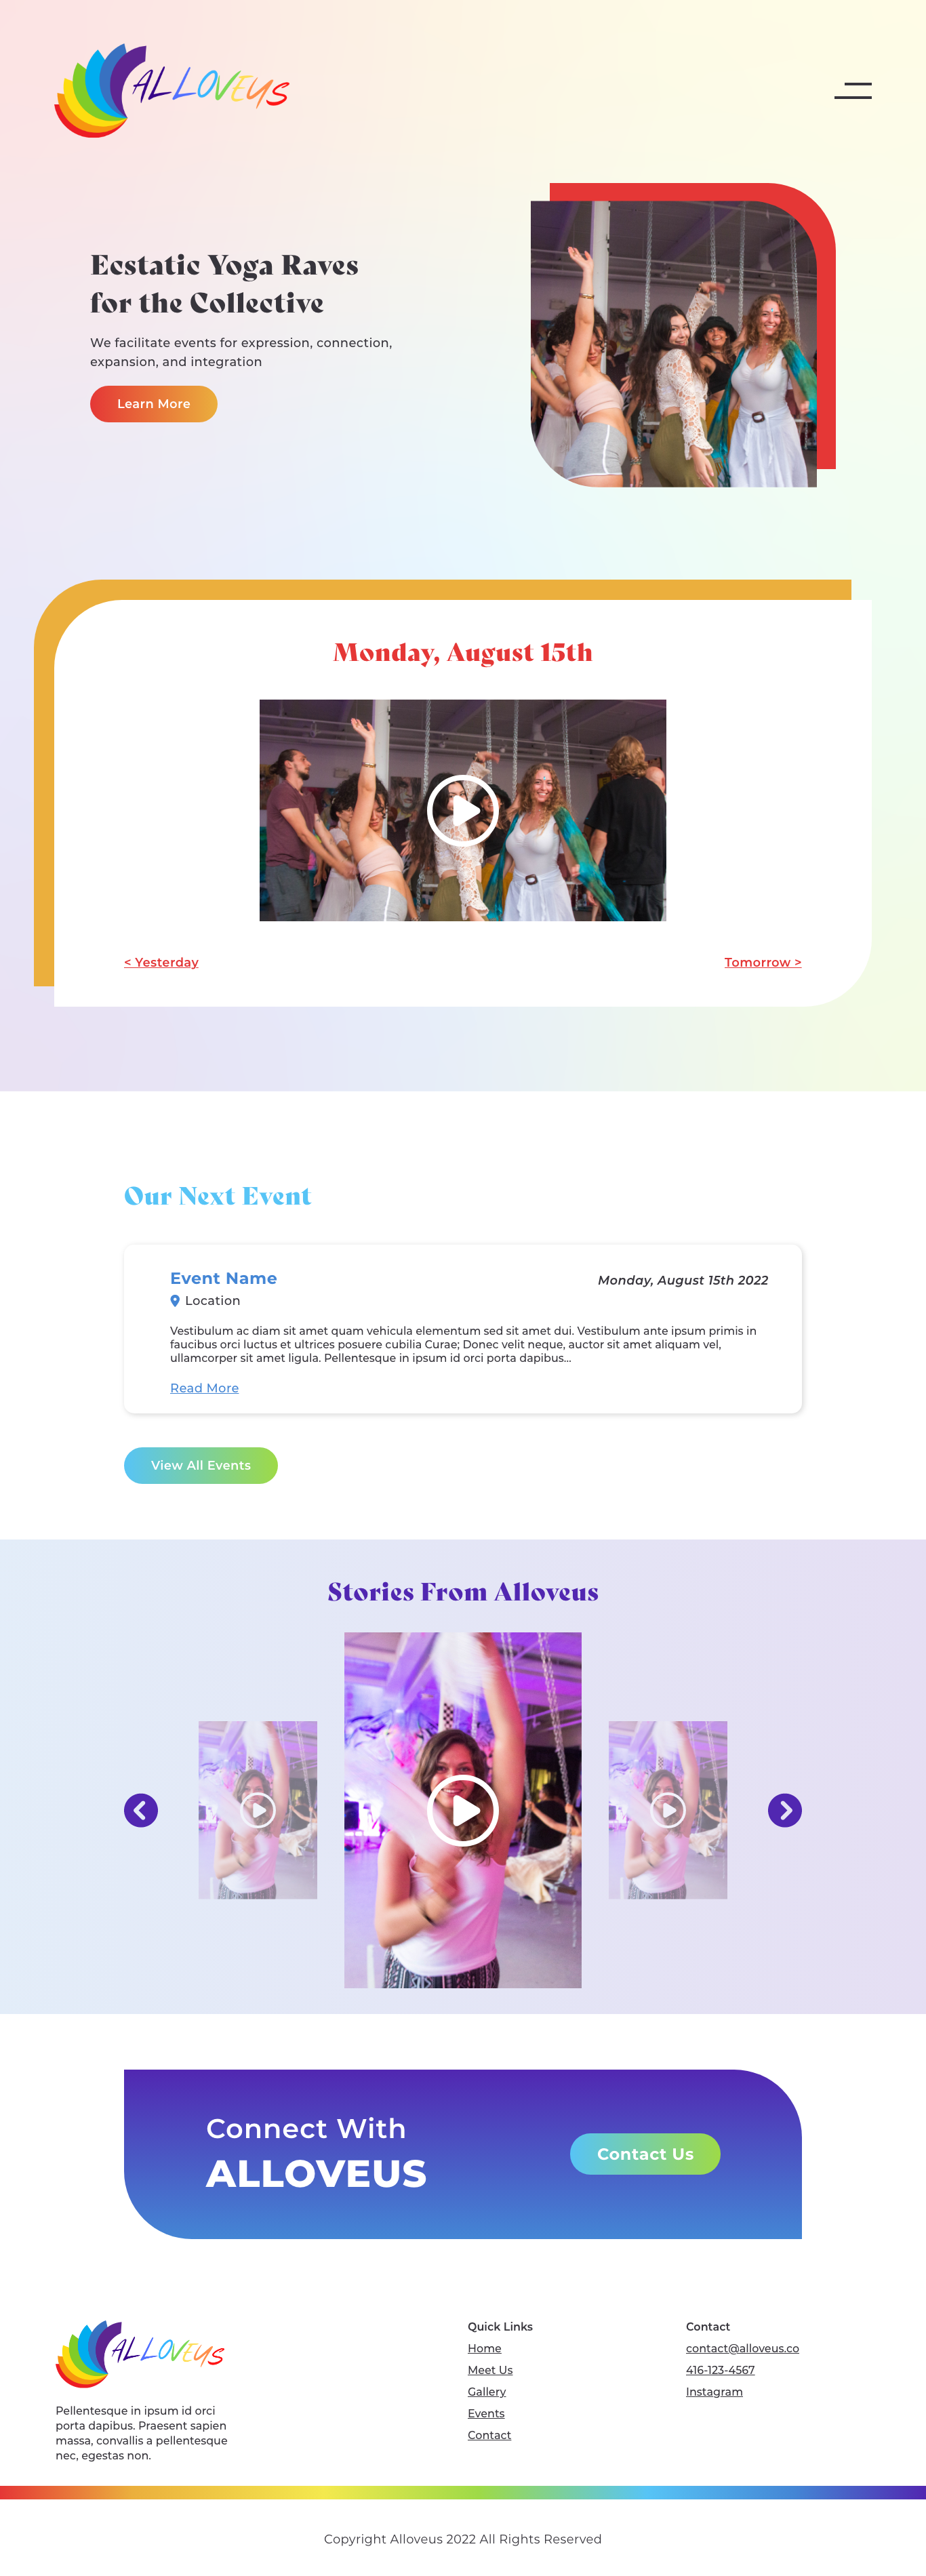 ALLOVEUS
Ecstatic Yoga Raves
for the Collective
We facilitate events for expression, connection,
expansion, and integration
Learn More
Monday, August 15th
< Yesterday
Tomorrow >
Our Next Event
Event Name
Monday, August 15th 2022
Location
Vestibulum ac diam sit amet quam vehicula elementum sed sit amet dui. Vestibulum ante ipsum primis in
faucibus orci luctus et ultrices posuere cubilia Curae; Donec velit neque, auctor sit amet aliquam vel,
ullamcorper sit amet ligula. Pellentesque in ipsum id orci porta dapibus...
Read More
View All Events
Stories From Alloveus
Connect With
ALLOVEUS
Contact Us
ALLOVEUS
Pellentesque in ipsum id orci
porta dapibus. Praesent sapien
massa, convallis a pellentesque
nec, egestas non.
Quick Links
Home
Meet Us
Gallery
Events
Contact
Contact
contact@alloveus.co
416-123-4567
Instagram
Copyright Alloveus 2022 All Rights Reserved